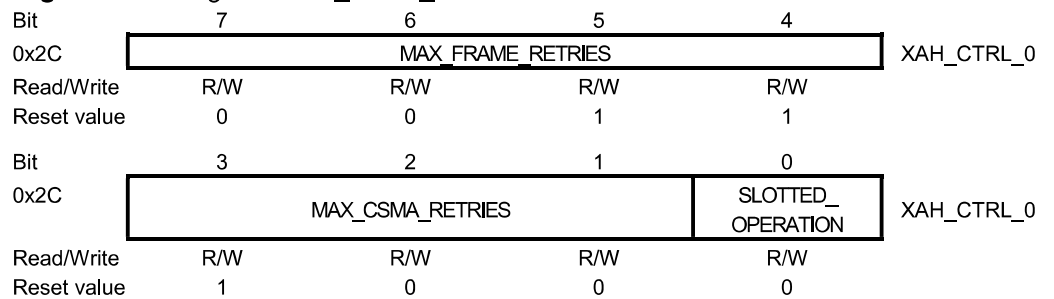 Bit 7 6 5 4
0x2C MAX_FRAME_RETRIES XAH_CTRL_0
Read/Write R/W R/W R/W R/W
Reset value 0 0 1 1
Bit 3 2 1 0
0x2C MAX_CSMA_RETRIES SLOTTED_ XAH_CTRL_0
OPERATION
Read/Write R/W R/W R/W R/W
Reset value 1 0 0 0